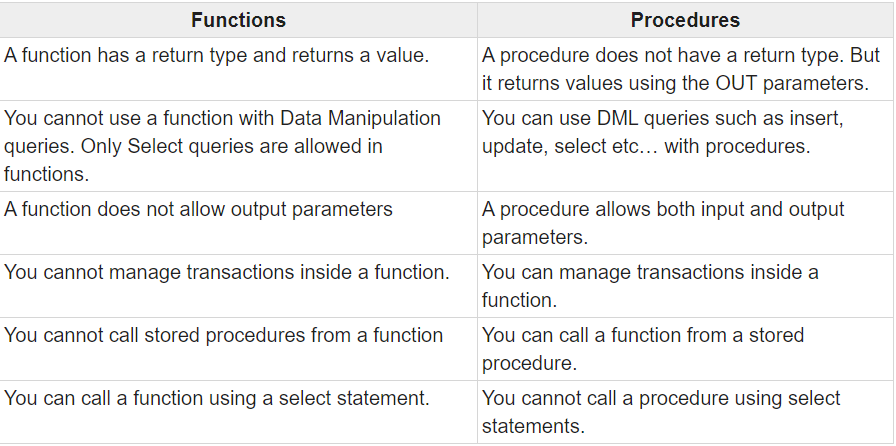 Functions
Procedures
A function has a return type and returns a value.
A procedure does not have a return type. But
it returns values using the OUT parameters.
You cannot use a function with Data Manipulation
queries. Only Select queries are allowed in
functions.
You can use DML queries such as insert,
update, select etc… with procedures.
A function does not allow output parameters
A procedure allows both input and output
parameters.
You cannot manage transactions inside a function.
You can manage transactions inside a
function.
You cannot call stored procedures from a function
You can call a function from a stored
procedure.
You can call a function using a select statement.
You cannot call a procedure using select
statements.